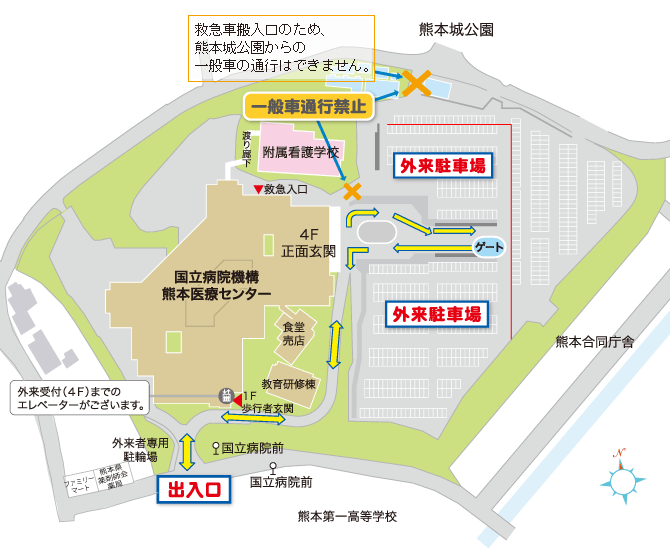 救急車搬入口のため、
熊本城公園からの
一般車の通行はできません。
熊本城公園
一般車通行禁止
渡り廊下
附属看護学校
外来駐車場
救急入口
4F
正面玄関
ゲート
国立病院機構
熊本医療センター
外来駐車場
食堂
売店
熊本合同庁舎
教育研修棟
外来受付(4F)までの
エレベーターがございます。
1F
歩行者玄関
外来者専用
駐輪場
国立病院前
ファミリー
マート
熊本県
薬剤師会
薬局
出入口
国立病院前
N
熊本第一高等学校